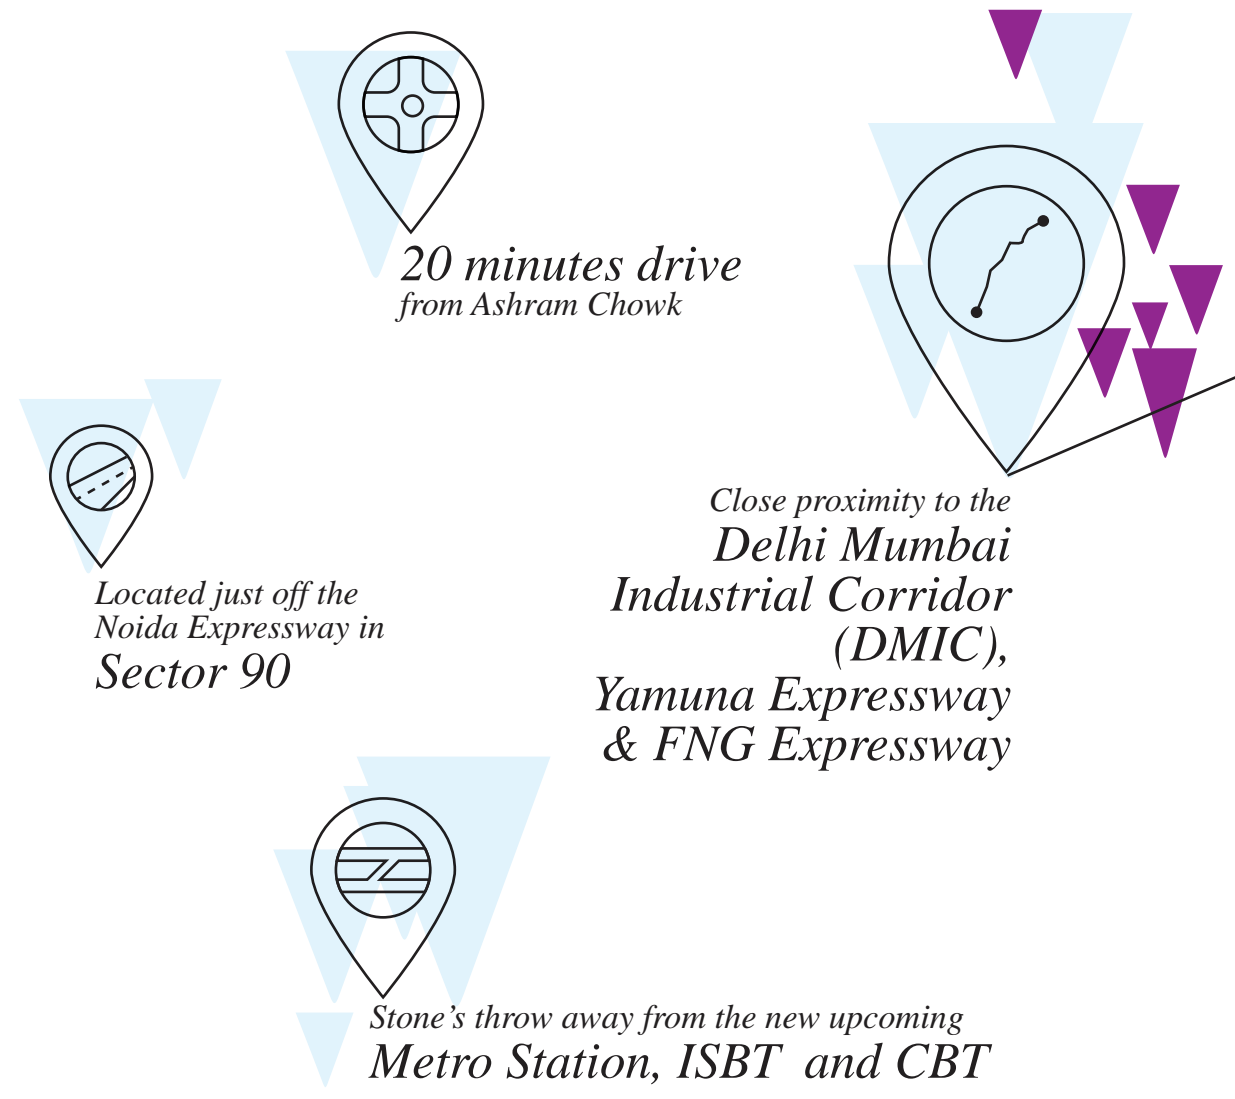 20 minutes drive
from Ashram Chowk
Close proximity to the
Delhi Mumbai
Industrial Corridor
(DMIC),
Yamuna Expressway
& FNG Expressway
Located just off the
Noida Expressway in
Sector 90
Stone’s throw away from the new upcoming
Metro Station, ISBT and CBT